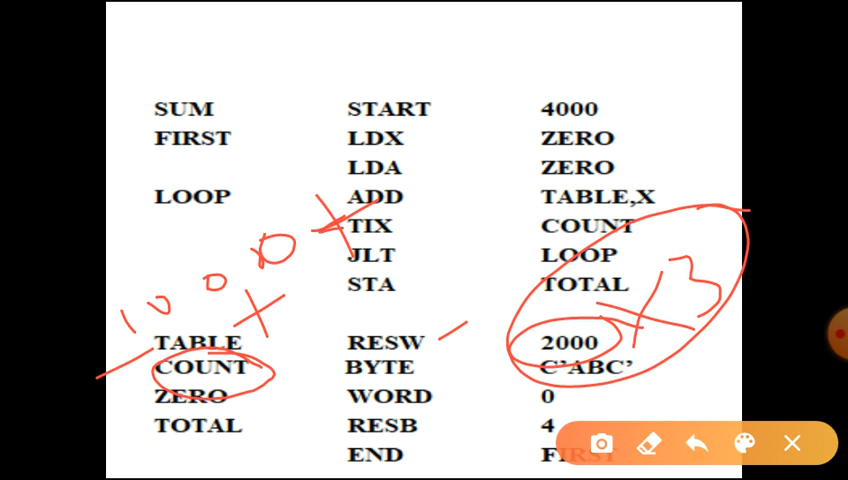 SUM START 4000
FIRST LDX ZERO
LDA ZERO
LOOP ADD TABLE,X
TIX COUNT
JLT LOOP
STA TOTAL
TABLE RESW 2000
COUNT BYTE C'ABC'
ZERO WORD 0
TOTAL RESB 4
END FIRST